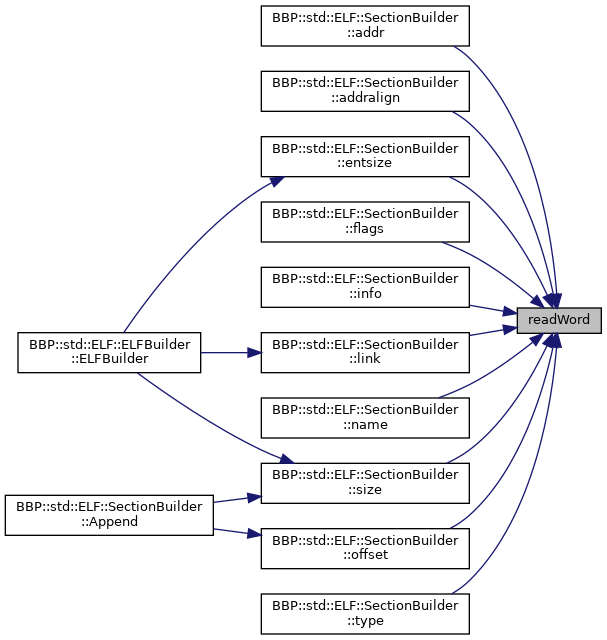 BBP::std::ELF::SectionBuilder
::addr
BBP::std::ELF::SectionBuilder
::addralign
BBP::std::ELF::SectionBuilder
::entsize
BBP::std::ELF::SectionBuilder
::flags
BBP::std::ELF::SectionBuilder
::info
readWord
BBP::std::ELF::ELFBuilder
::ELFBuilder
BBP::std::ELF::SectionBuilder
::link
BBP::std::ELF::SectionBuilder
::name
BBP::std::ELF::SectionBuilder
::size
BBP::std::ELF::SectionBuilder
::Append
BBP::std::ELF::SectionBuilder
::offset
BBP::std::ELF::SectionBuilder
::type